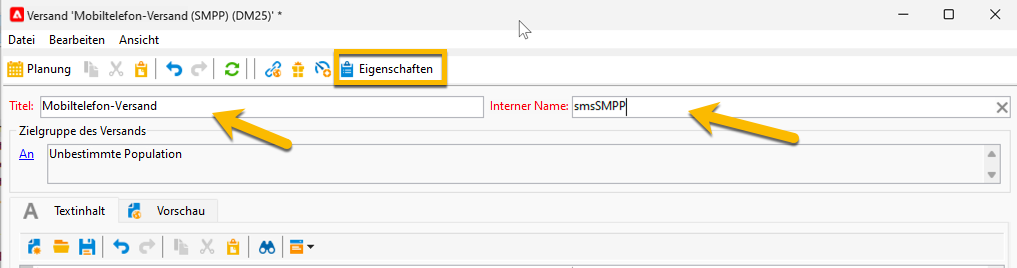 Versand 'Mobiltelefon-Versand (SMPP) (DM25)' *
Datei Bearbeiten Ansicht
Planung Eigenschaften
Titel: Mobiltelefon-Versand Interner Name: smsSMPP
Zielgruppe des Versands
An Unbestimmte Population
Textinhalt Vorschau